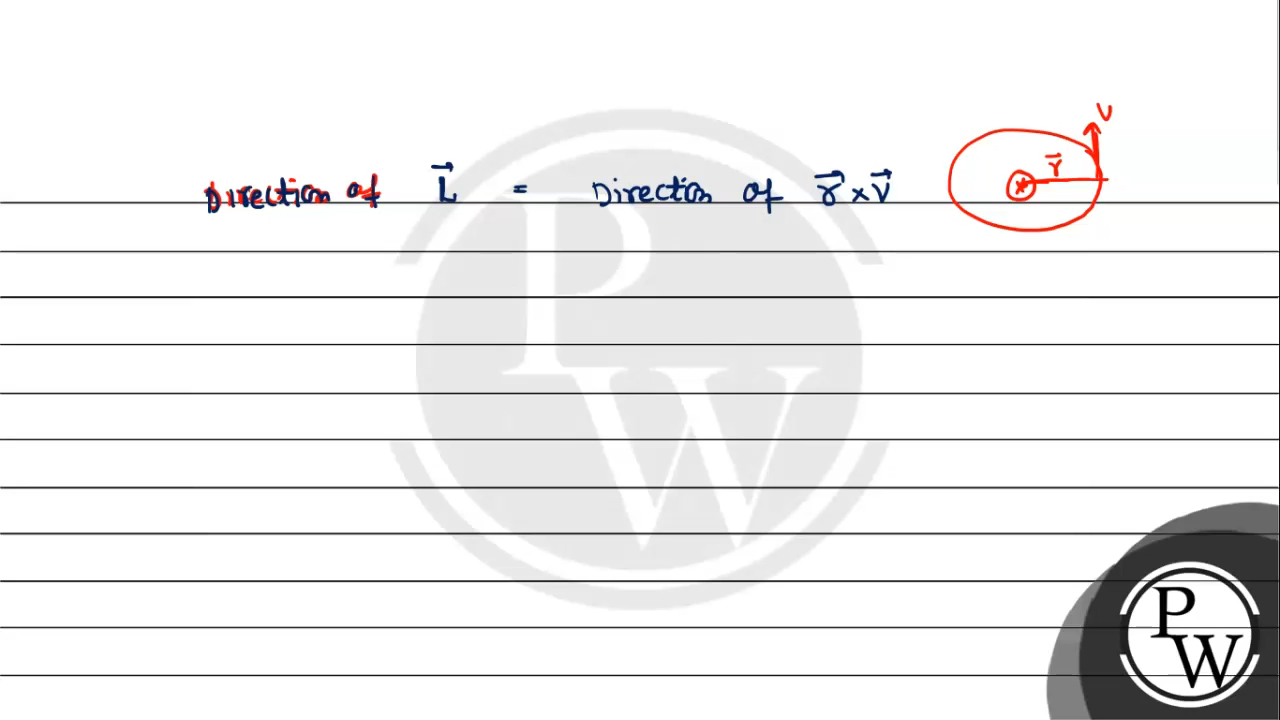 Direction of L⃗ = Direction of r⃗ × v⃗
v
r⃗
P
W
P
W